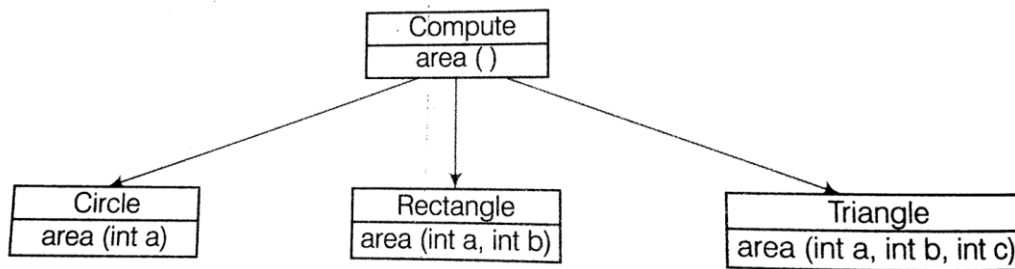 Compute
area ( )
Circle
area (int a)
Rectangle
area (int a, int b)
Triangle
area (int a, int b, int c)